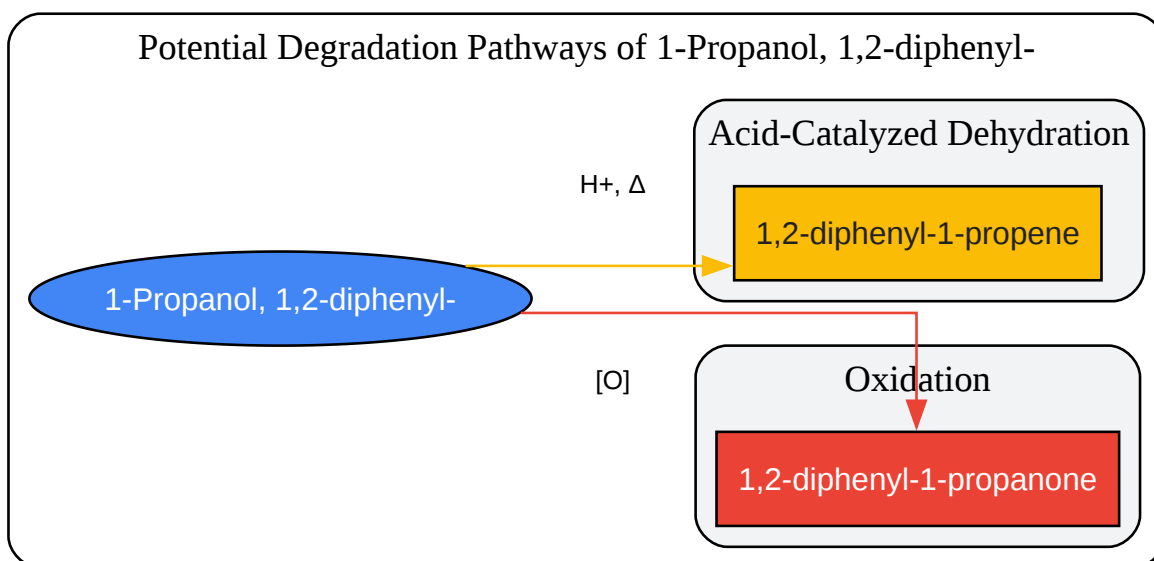 Potential Degradation Pathways of 1-Propanol, 1,2-diphenyl-
Acid-Catalyzed Dehydration
H+, Δ
1,2-diphenyl-1-propene
1-Propanol, 1,2-diphenyl-
[O]
Oxidation
1,2-diphenyl-1-propanone